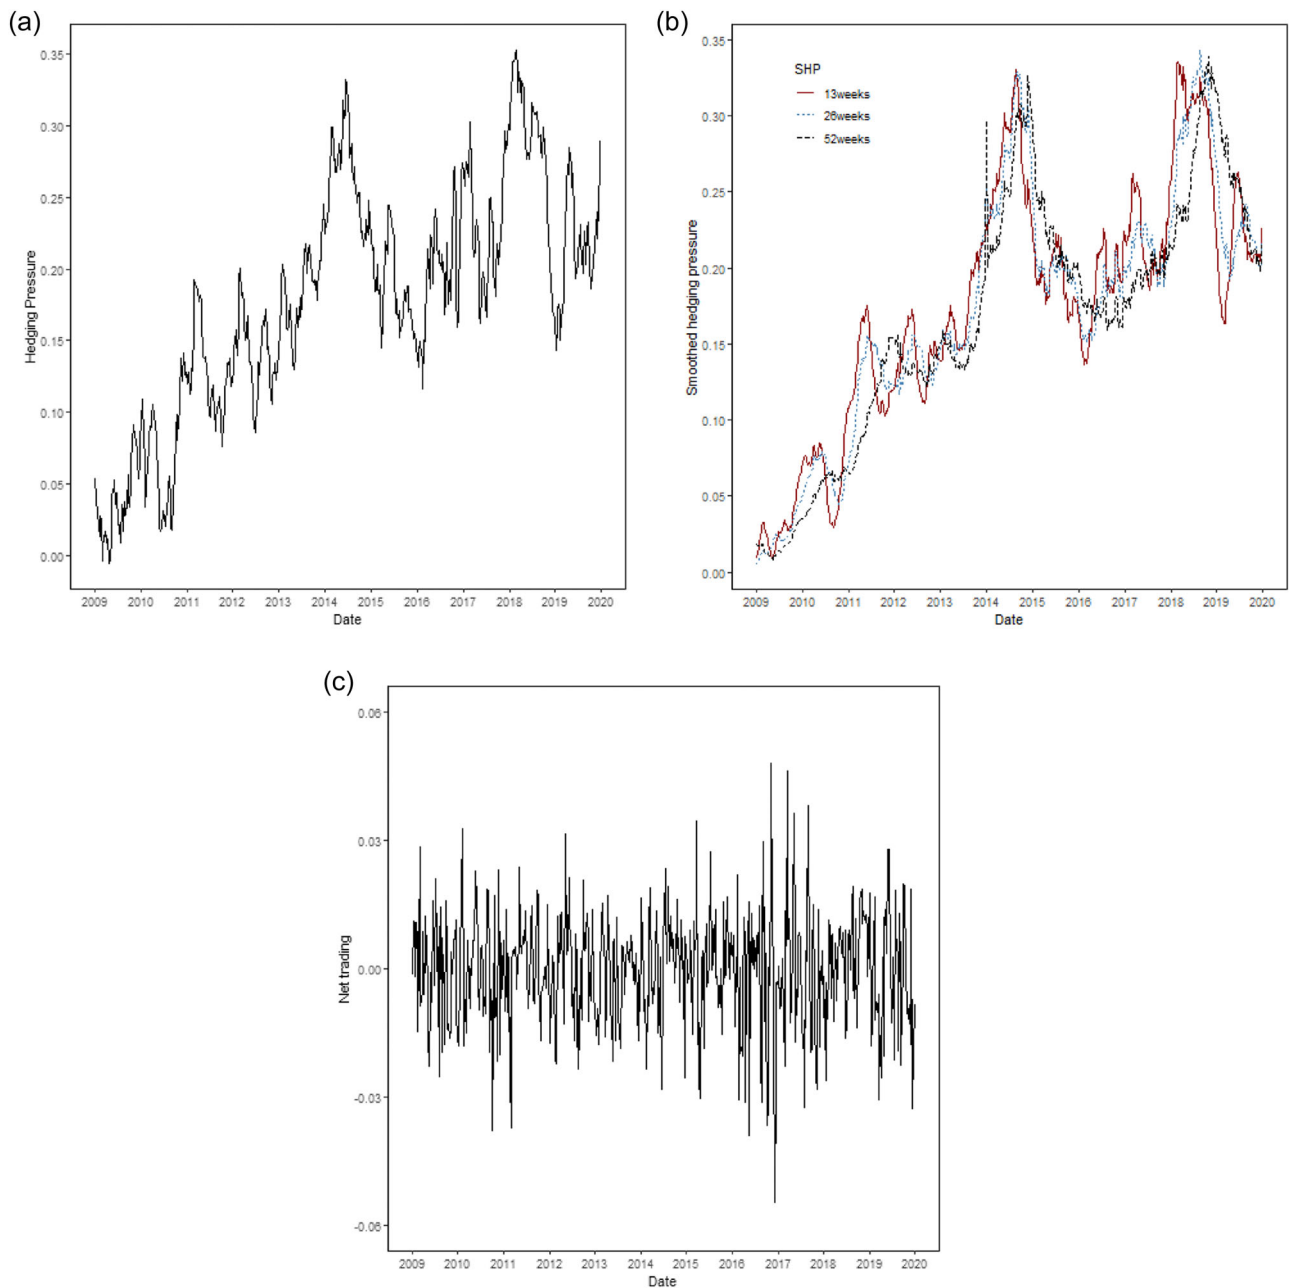 (a)
Hedging Pressure
0.35
0.30
0.25
0.20
0.15
0.10
0.05
0.00
2009 2010 2011 2012 2013 2014 2015 2016 2017 2018 2019 2020
Date
(b)
Smoothed hedging pressure
0.35
0.30
0.25
0.20
0.15
0.10
0.05
0.00
SHP
13weeks
26weeks
52weeks
2009 2010 2011 2012 2013 2014 2015 2016 2017 2018 2019 2020
Date
(c)
Net trading
0.06
0.03
0.00
-0.03
-0.06
2009 2010 2011 2012 2013 2014 2015 2016 2017 2018 2019 2020
Date